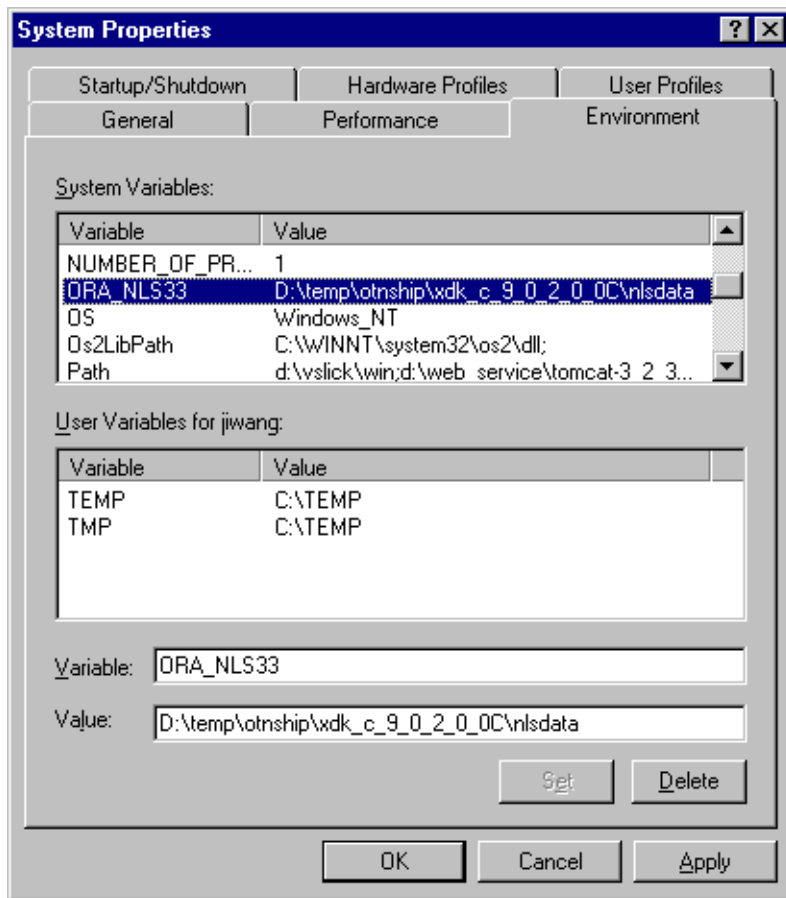 System Properties
Startup/Shutdown Hardware Profiles User Profiles
General Performance Environment
System Variables:
Variable Value
NUMBER_OF_PR... 1
ORA_NLS33 D:\temp\otnship\xdk_c_9_0_2_0_0C\nlsdata
OS Windows_NT
Os2LibPath C:\WINNT\system32\os2\dll;
Path d:\vslick\win;d:\web_service\tomcat-3_2_3...
User Variables for jiwang:
Variable Value
TEMP C:\TEMP
TMP C:\TEMP
Variable: ORA_NLS33
Value: D:\temp\otnship\xdk_c_9_0_2_0_0C\nlsdata
Set Delete
OK Cancel Apply